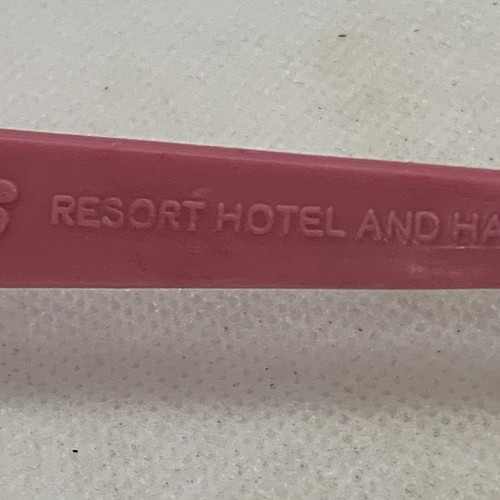 S RESORT HOTEL AND HA